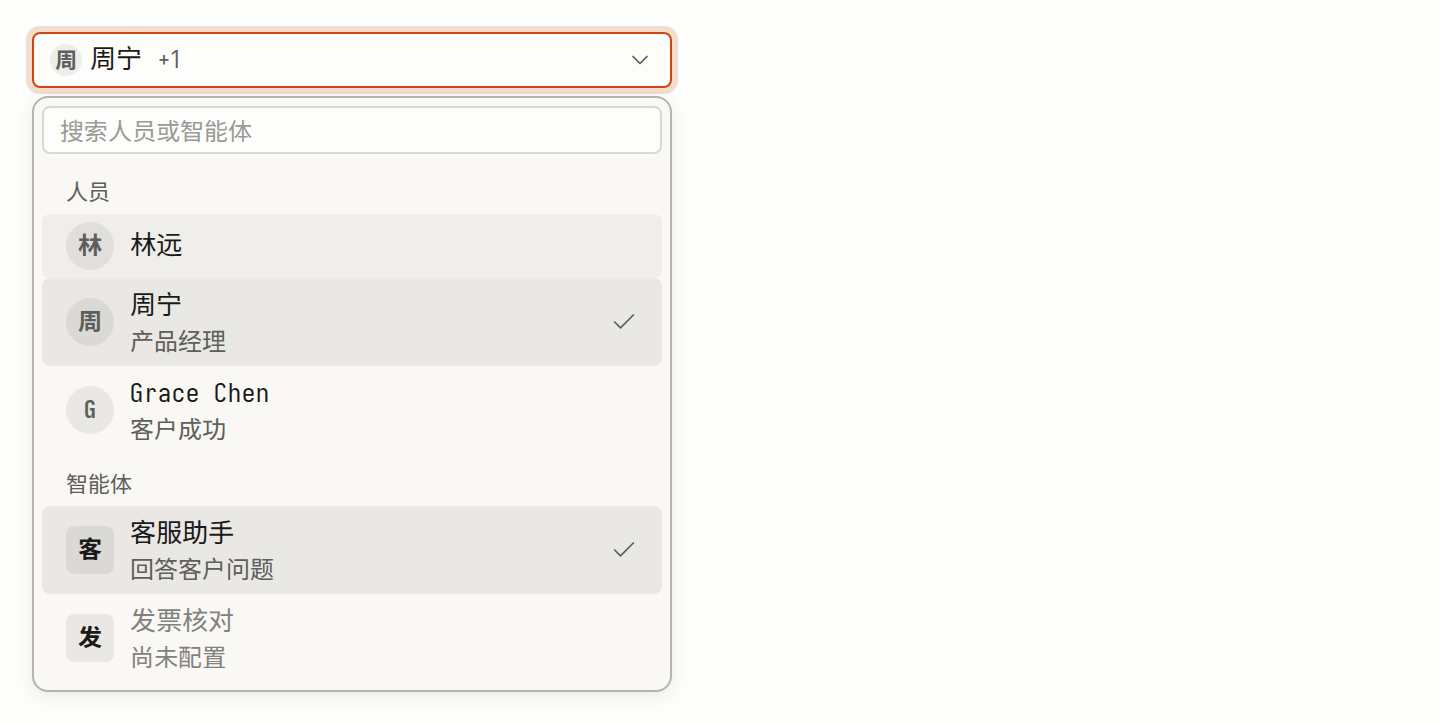 周 周宁 +1
搜索人员或智能体
人员
林 林远
周 周宁
产品经理
G Grace Chen
客户成功
智能体
客 客服助手
回答客户问题
发 发票核对
尚未配置